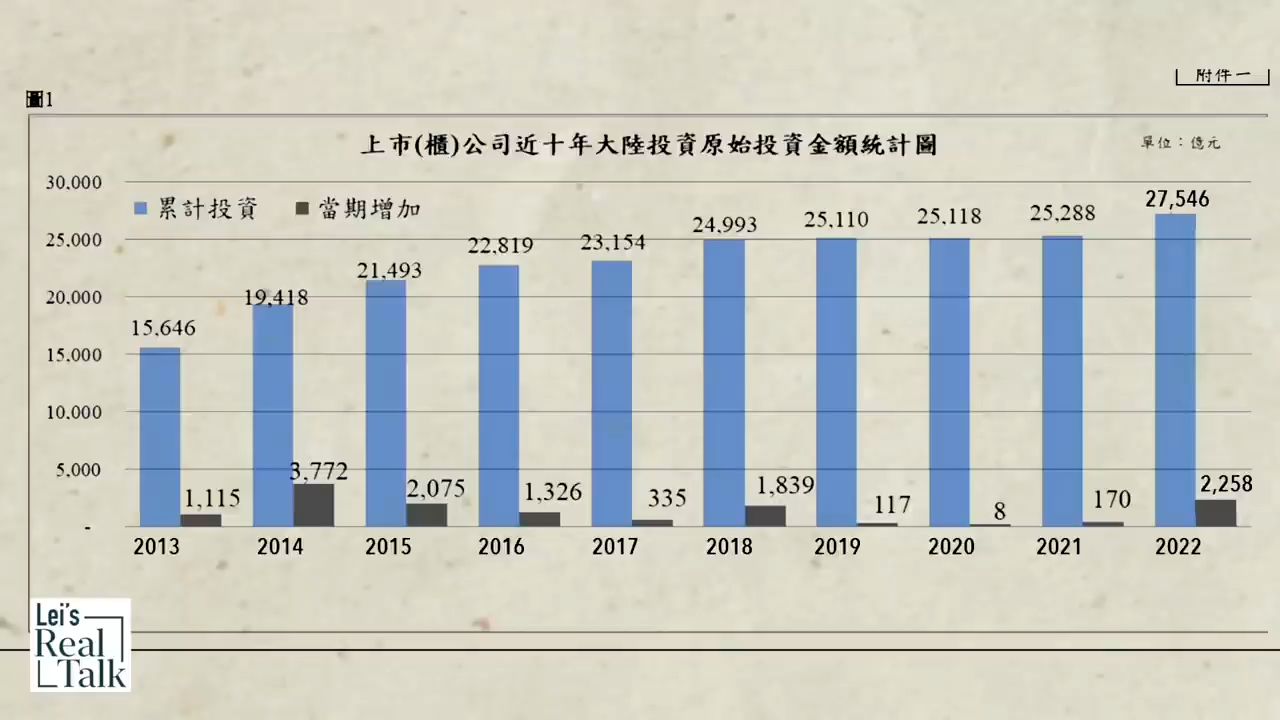 附件一
圖1
上市(櫃)公司近十年大陸投資原始投資金額統計圖
單位：億元
累計投資 當期增加
30,000
25,000
20,000
15,000
10,000
5,000
-
15,646 19,418 21,493 22,819 23,154 24,993 25,110 25,118 25,288 27,546
1,115 3,772 2,075 1,326 335 1,839 117 8 170 2,258
2013 2014 2015 2016 2017 2018 2019 2020 2021 2022
Lei's
Real
Talk